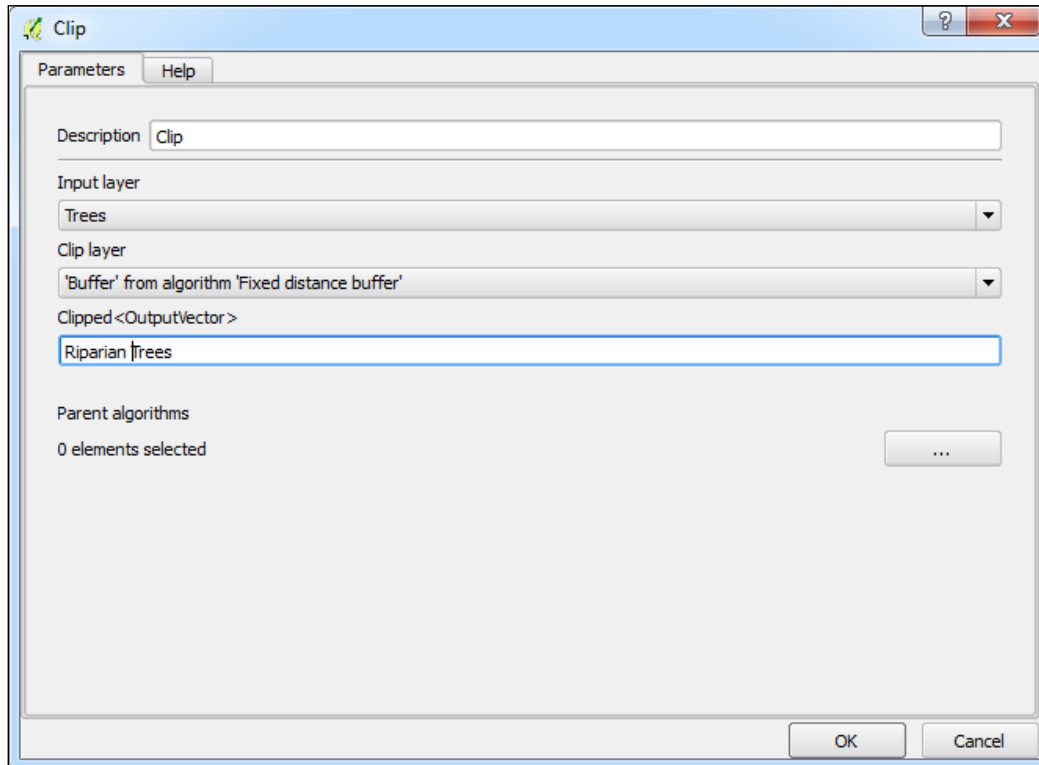 Clip
Parameters Help
Description Clip
Input layer
Trees
Clip layer
'Buffer' from algorithm 'Fixed distance buffer'
Clipped<OutputVector>
Riparian Trees
Parent algorithms
0 elements selected ...
OK Cancel